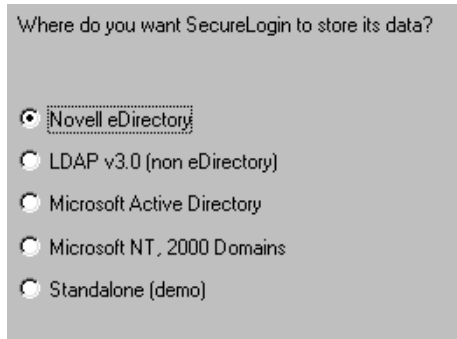 Where do you want SecureLogin to store its data?
Novell eDirectory
LDAP v3.0 (non eDirectory)
Microsoft Active Directory
Microsoft NT, 2000 Domains
Standalone (demo)